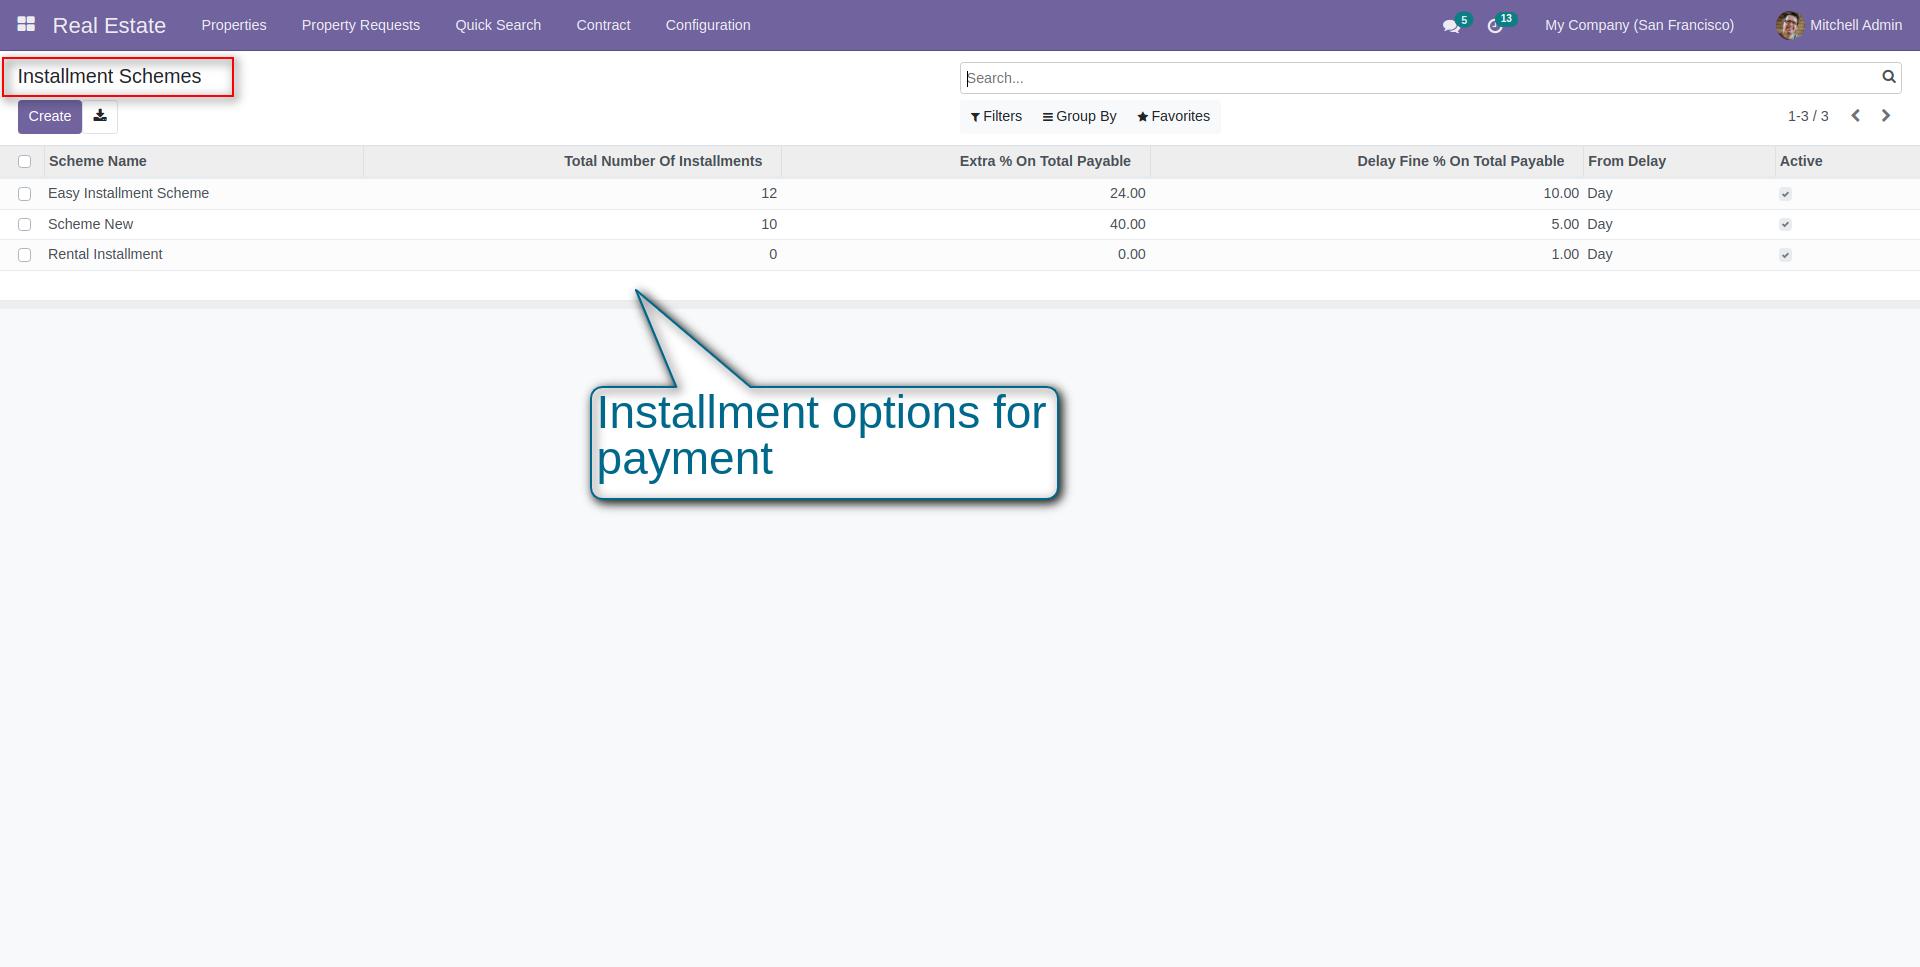 Real Estate Properties Property Requests Quick Search Contract Configuration 5 13 My Company (San Francisco) Mitchell Admin
Installment Schemes
Search...
Create
Filters Group By Favorites 1-3 / 3
Scheme Name Total Number Of Installments Extra % On Total Payable Delay Fine % On Total Payable From Delay Active
Easy Installment Scheme 12 24.00 10.00 Day
Scheme New 10 40.00 5.00 Day
Rental Installment 0 0.00 1.00 Day
Installment options for
payment